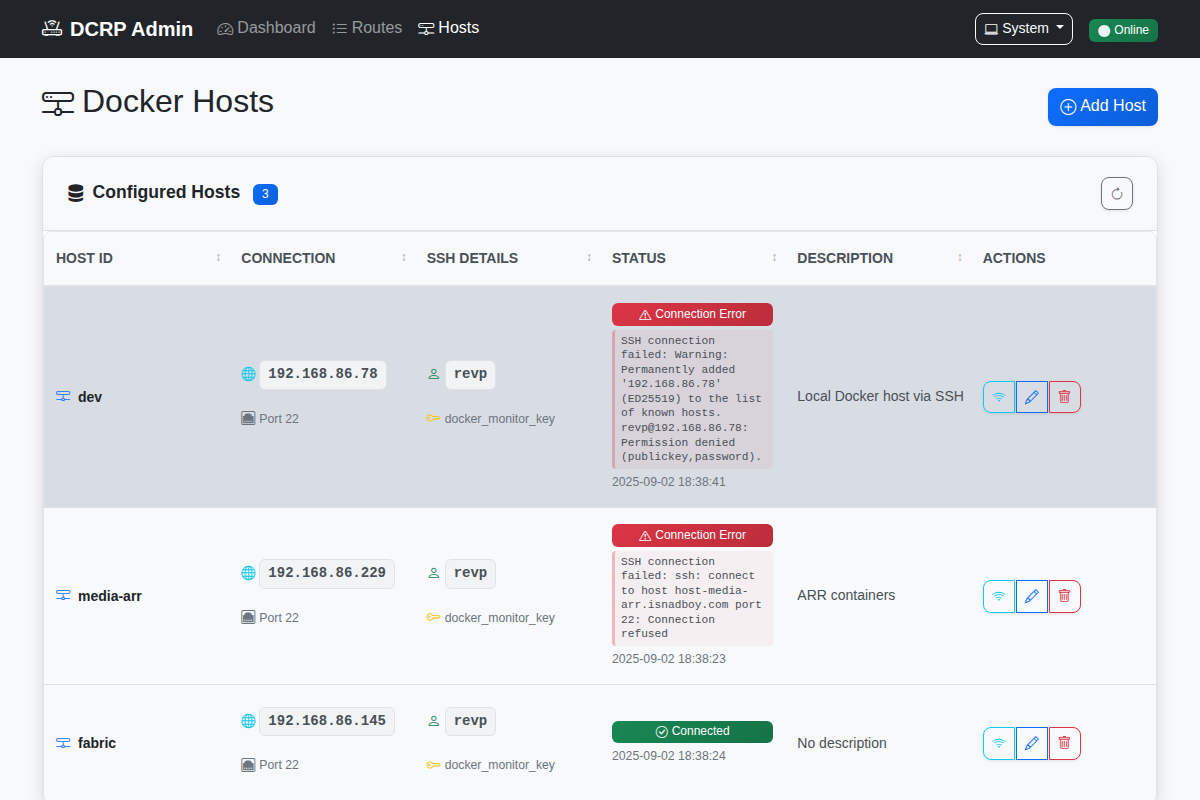 DCRP Admin Dashboard Routes Hosts System Online
Docker Hosts
Add Host
Configured Hosts 3
HOST ID CONNECTION SSH DETAILS STATUS DESCRIPTION ACTIONS
dev
192.168.86.78
Port 22
revp
docker_monitor_key
Connection Error
SSH connection
failed: Warning:
Permanently added
'192.168.86.78'
(ED25519) to the list
of known hosts.
revp@192.168.86.78:
Permission denied
(publickey,password).
2025-09-02 18:38:41
Local Docker host via SSH
media-arr
192.168.86.229
Port 22
revp
docker_monitor_key
Connection Error
SSH connection
failed: ssh: connect
to host host-media-
arr.isnadboy.com port
22: Connection
refused
2025-09-02 18:38:23
ARR containers
fabric
192.168.86.145
Port 22
revp
docker_monitor_key
Connected
2025-09-02 18:38:24
No description